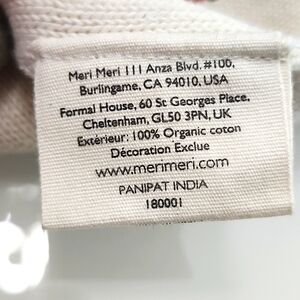 Meri Meri 111 Anza Blvd. #100,
Burlingame, CA 94010, USA
Formal House, 60 St Georges Place,
Cheltenham, GL50 3PN, UK
Exterieur: 100% Organic coton
Décoration Exclue
www.merimeri.com
PANIPAT INDIA
180001